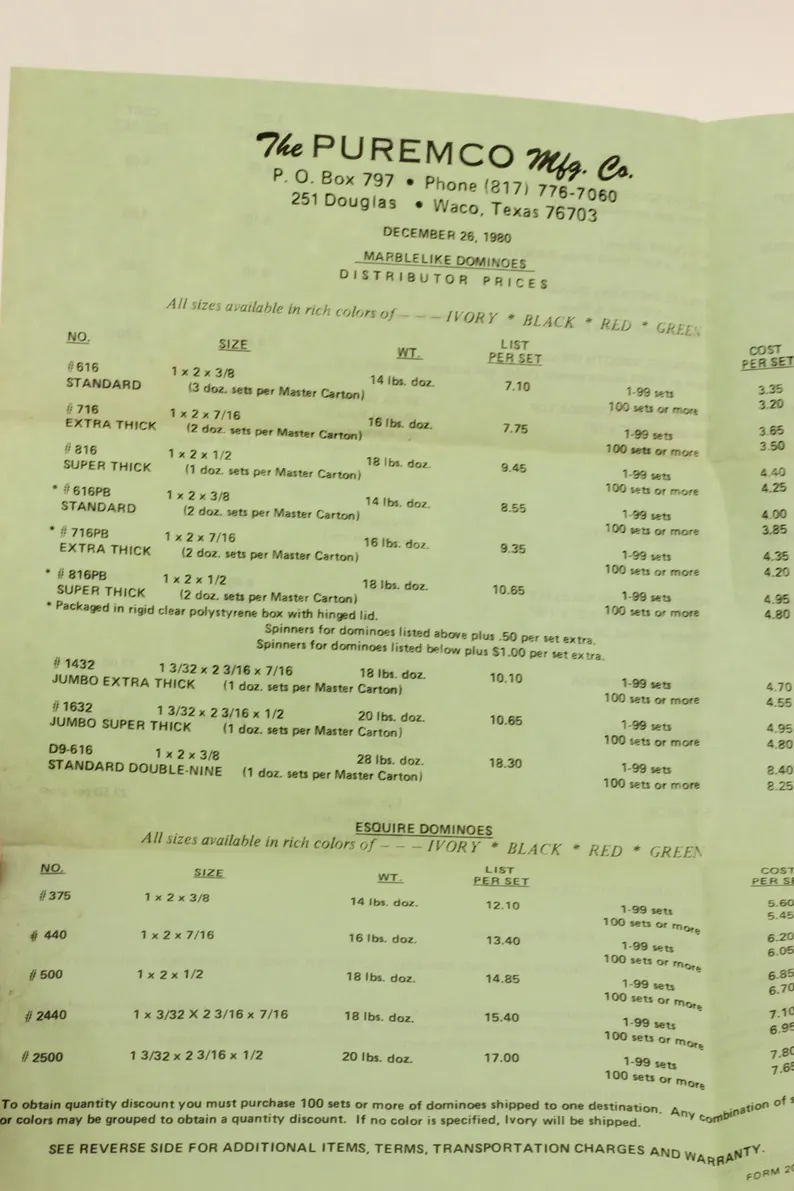 The PUREMCO Mfg. Co.
P. O. Box 797 • Phone (817) 776-7060
251 Douglas • Waco, Texas 76703
DECEMBER 26, 1980
MARBLELIKE DOMINOES
DISTRIBUTOR PRICES
All sizes available in rich colors of – – – IVORY * BLACK * RED * GREEN
NO. SIZE WT. LIST PER SET COST PER SET
#616 1 x 2 x 3/8 14 lbs. doz. 7.10 1-99 sets 3.35
STANDARD (3 doz. sets per Master Carton) 100 sets or more 3.20
#716 1 x 2 x 7/16 16 lbs. doz. 7.75 1-99 sets 3.65
EXTRA THICK (2 doz. sets per Master Carton) 100 sets or more 3.50
#816 1 x 2 x 1/2 18 lbs. doz. 9.45 1-99 sets 4.40
SUPER THICK (1 doz. sets per Master Carton) 100 sets or more 4.25
* #616PB 1 x 2 x 3/8 14 lbs. doz. 8.55 1-99 sets 4.00
STANDARD (2 doz. sets per Master Carton) 100 sets or more 3.85
* #716PB 1 x 2 x 7/16 16 lbs. doz. 9.35 1-99 sets 4.35
EXTRA THICK (2 doz. sets per Master Carton) 100 sets or more 4.20
* #816PB 1 x 2 x 1/2 18 lbs. doz. 10.65 1-99 sets 4.95
SUPER THICK (2 doz. sets per Master Carton) 100 sets or more 4.80
* Packaged in rigid clear polystyrene box with hinged lid.
Spinners for dominoes listed above plus .50 per set extra.
Spinners for dominoes listed below plus $1.00 per set extra.
#1432 1 3/32 x 2 3/16 x 7/16 18 lbs. doz. 10.10 1-99 sets 4.70
JUMBO EXTRA THICK (1 doz. sets per Master Carton) 100 sets or more 4.55
#1632 1 3/32 x 2 3/16 x 1/2 20 lbs. doz. 10.65 1-99 sets 4.95
JUMBO SUPER THICK (1 doz. sets per Master Carton) 100 sets or more 4.80
D9-616 1 x 2 x 3/8 28 lbs. doz. 18.30 1-99 sets 8.40
STANDARD DOUBLE-NINE (1 doz. sets per Master Carton) 100 sets or more 8.25
ESQUIRE DOMINOES
All sizes available in rich colors of – – – IVORY * BLACK * RED * GREEN
NO. SIZE WT. LIST PER SET COST PER SE
#375 1 x 2 x 3/8 14 lbs. doz. 12.10 1-99 sets 5.60
100 sets or more 5.45
# 440 1 x 2 x 7/16 16 lbs. doz. 13.40 1-99 sets 6.20
100 sets or more 6.05
#500 1 x 2 x 1/2 18 lbs. doz. 14.85 1-99 sets 6.85
100 sets or more 6.70
#2440 1 x 3/32 X 2 3/16 x 7/16 18 lbs. doz. 15.40 1-99 sets 7.10
100 sets or more 6.95
#2500 1 3/32 x 2 3/16 x 1/2 20 lbs. doz. 17.00 1-99 sets 7.80
100 sets or more 7.65
To obtain quantity discount you must purchase 100 sets or more of dominoes shipped to one destination. Any combination of s
or colors may be grouped to obtain a quantity discount. If no color is specified, Ivory will be shipped.
SEE REVERSE SIDE FOR ADDITIONAL ITEMS, TERMS, TRANSPORTATION CHARGES AND WARRANTY.
FORM 20